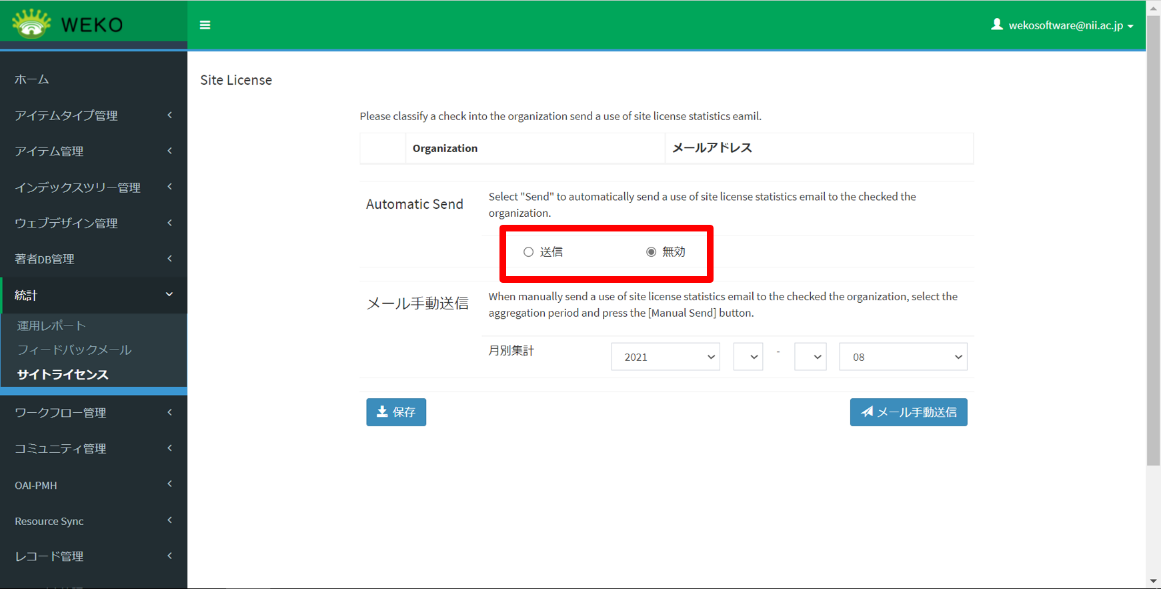 WEKO
wekosoftware@nii.ac.jp
ホーム
アイテムタイプ管理
アイテム管理
インデックスツリー管理
ウェブデザイン管理
著者DB管理
統計
運用レポート
フィードバックメール
サイトライセンス
ワークフロー管理
コミュニティ管理
OAI-PMH
Resource Sync
レコード管理
Site License
Please classify a check into the organization send a use of site license statistics eamil.
Organization メールアドレス
Automatic Send
Select "Send" to automatically send a use of site license statistics email to the checked the
organization.
送信 無効
メール手動送信
When manually send a use of site license statistics email to the checked the organization, select the
aggregation period and press the [Manual Send] button.
月別集計 2021 - 08
保存 メール手動送信